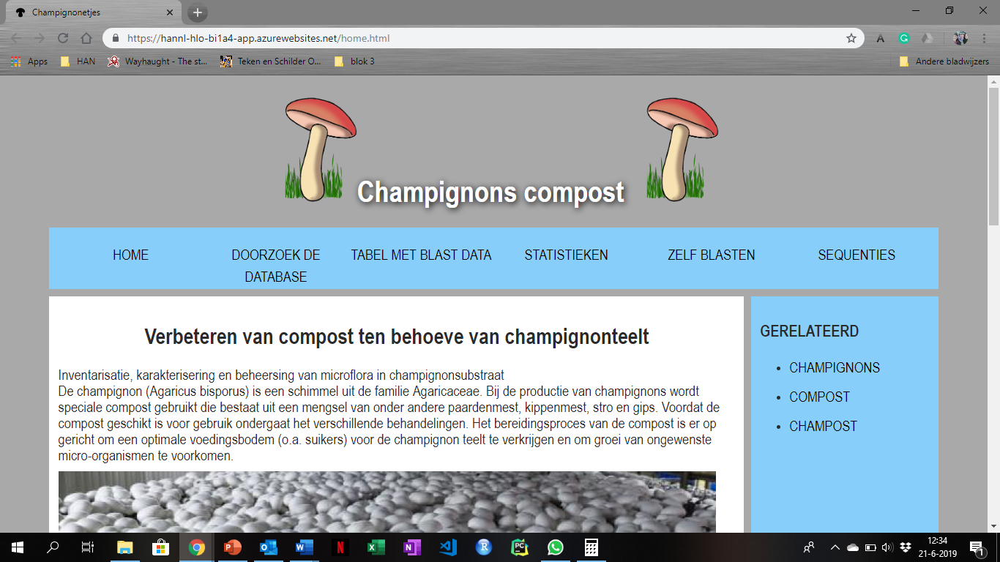 Champignonetjes
https://hannl-hlo-bi1a4-app.azurewebsites.net/home.html
Apps HAN Wayhaught - The st... Teken en Schilder O... blok 3 Andere bladwijzers
Champignons compost
HOME DOORZOEK DE TABEL MET BLAST DATA STATISTIEKEN ZELF BLASTEN SEQUENTIES
DATABASE
Verbeteren van compost ten behoeve van champignonteelt
Inventarisatie, karakterisering en beheersing van microflora in champignonsubstraat
De champignon (Agaricus bisporus) is een schimmel uit de familie Agaricaceae. Bij de productie van champignons wordt
speciale compost gebruikt die bestaat uit een mengsel van onder andere paardenmest, kippenmest, stro en gips. Voordat de
compost geschikt is voor gebruik ondergaat het verschillende behandelingen. Het bereidingsproces van de compost is er op
gericht om een optimale voedingsbodem (o.a. suikers) voor de champignon teelt te verkrijgen en om groei van ongewenste
micro-organismen te voorkomen.
GERELATEERD
• CHAMPIGNONS
• COMPOST
• CHAMPOST
12:34
21-6-2019
1